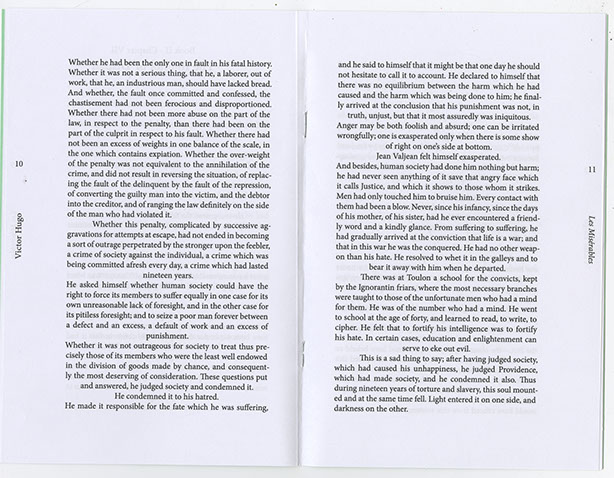 Whether he had been the only one in fault in his fatal history.
Whether it was not a serious thing, that he, a laborer, out of
work, that he, an industrious man, should have lacked bread.
And whether, the fault once committed and confessed, the
chastisement had not been ferocious and disproportioned.
Whether there had not been more abuse on the part of the
law, in respect to the penalty, than there had been on the
part of the culprit in respect to his fault. Whether there had
not been an excess of weights in one balance of the scale, in
the one which contains expiation. Whether the over-weight
of the penalty was not equivalent to the annihilation of the
crime, and did not result in reversing the situation, of replac-
ing the fault of the delinquent by the fault of the repression,
of converting the guilty man into the victim, and the debtor
into the creditor, and of ranging the law definitely on the side
of the man who had violated it.
Whether this penalty, complicated by successive ag-
gravations for attempts at escape, had not ended in becoming
a sort of outrage perpetrated by the stronger upon the feebler,
a crime of society against the individual, a crime which was
being committed afresh every day, a crime which had lasted
nineteen years.
He asked himself whether human society could have the
right to force its members to suffer equally in one case for its
own unreasonable lack of foresight, and in the other case for
its pitiless foresight; and to seize a poor man forever between
a defect and an excess, a default of work and an excess of
punishment.
Whether it was not outrageous for society to treat thus pre-
cisely those of its members who were the least well endowed
in the division of goods made by chance, and consequent-
ly the most deserving of consideration. These questions put
and answered, he judged society and condemned it.
He condemned it to his hatred.
He made it responsible for the fate which he was suffering,
10
Victor Hugo
and he said to himself that it might be that one day he should
not hesitate to call it to account. He declared to himself that
there was no equilibrium between the harm which he had
caused and the harm which was being done to him; he final-
ly arrived at the conclusion that his punishment was not, in
truth, unjust, but that it most assuredly was iniquitous.
Anger may be both foolish and absurd; one can be irritated
wrongfully; one is exasperated only when there is some show
of right on one's side at bottom.
Jean Valjean felt himself exasperated.
And besides, human society had done him nothing but harm;
he had never seen anything of it save that angry face which
it calls Justice, and which it shows to those whom it strikes.
Men had only touched him to bruise him. Every contact with
them had been a blow. Never, since his infancy, since the days
of his mother, of his sister, had he ever encountered a friend-
ly word and a kindly glance. From suffering to suffering, he
had gradually arrived at the conviction that life is a war; and
that in this war he was the conquered. He had no other weap-
on than his hate. He resolved to whet it in the galleys and to
bear it away with him when he departed.
There was at Toulon a school for the convicts, kept
by the Ignorantin friars, where the most necessary branches
were taught to those of the unfortunate men who had a mind
for them. He was of the number who had a mind. He went
to school at the age of forty, and learned to read, to write, to
cipher. He felt that to fortify his intelligence was to fortify
his hate. In certain cases, education and enlightenment can
serve to eke out evil.
This is a sad thing to say; after having judged society,
which had caused his unhappiness, he judged Providence,
which had made society, and he condemned it also. Thus
during nineteen years of torture and slavery, this soul mount-
ed and at the same time fell. Light entered it on one side, and
darkness on the other.
11
Les Misérables